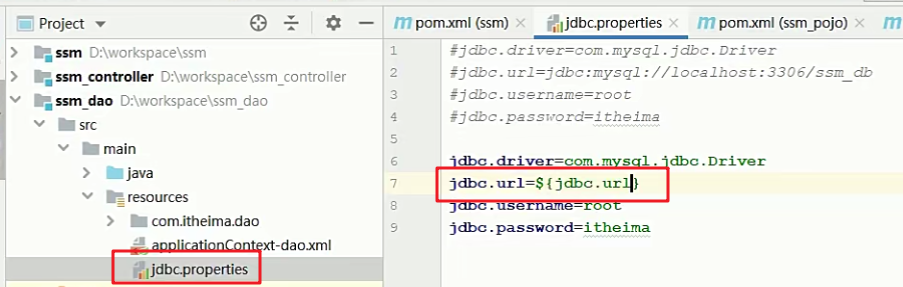 Project
ssm D:\workspace\ssm
ssm_controller D:\workspace\ssm_controller
ssm_dao D:\workspace\ssm_dao
src
main
java
resources
com.itheima.dao
applicationContext-dao.xml
jdbc.properties
pom.xml (ssm)
jdbc.properties
pom.xml (ssm_pojo)
1 #jdbc.driver=com.mysql.jdbc.Driver
2 #jdbc.url=jdbc:mysql://localhost:3306/ssm_db
3 #jdbc.username=root
4 #jdbc.password=itheima
5
6 jdbc.driver=com.mysql.jdbc.Driver
7 jdbc.url=${jdbc.url}
8 jdbc.username=root
9 jdbc.password=itheima